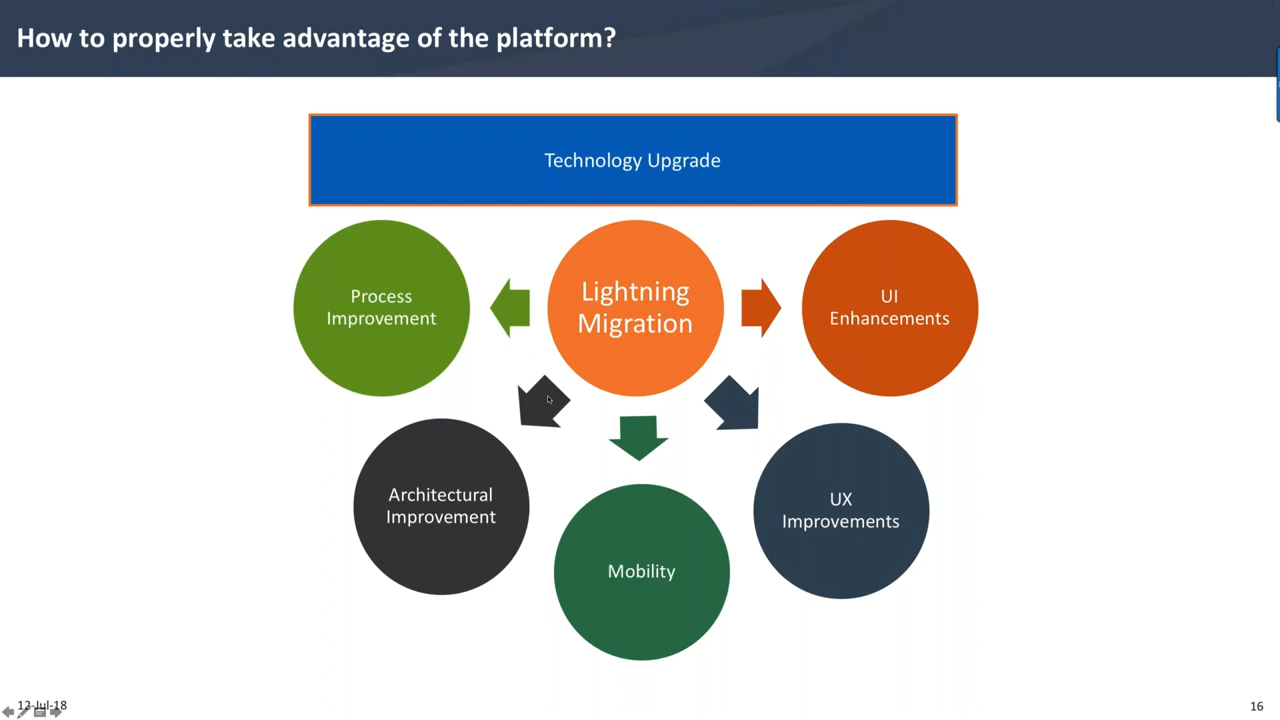 How to properly take advantage of the platform?
Technology Upgrade
Process
Improvement
Lightning
Migration
UI
Enhancements
Architectural
Improvement
Mobility
UX
Improvements
12-Jul-18
16